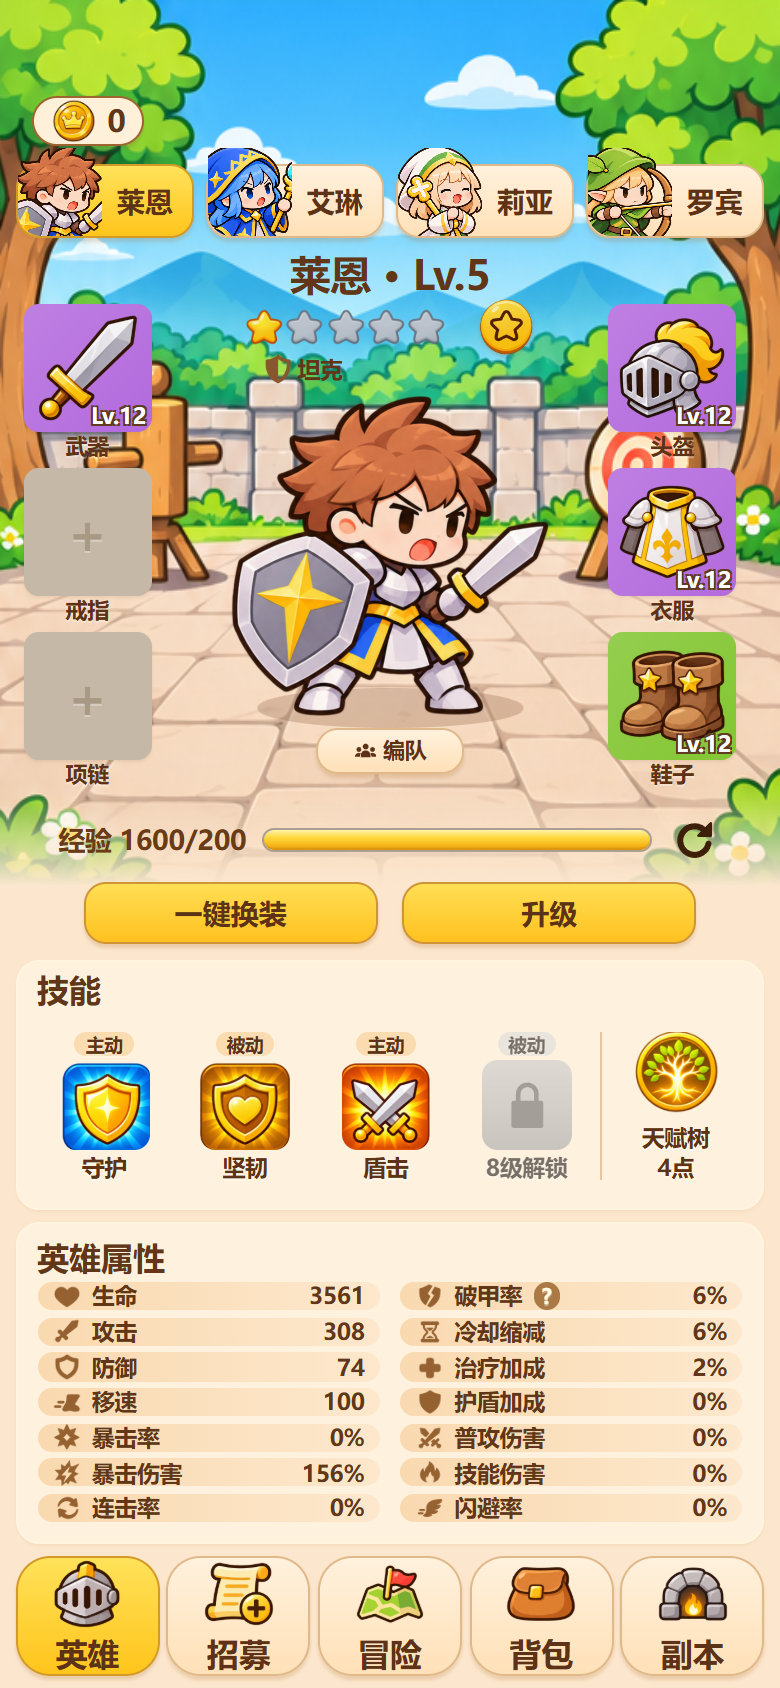 0
莱恩
艾琳
莉亚
罗宾
莱恩·Lv.5
坦克
Lv.12
武器
+
戒指
+
项链
Lv.12
头盔
Lv.12
衣服
Lv.12
鞋子
编队
经验 1600/200
一键换装
升级
技能
主动
被动
主动
被动
守护
坚韧
盾击
8级解锁
天赋树
4点
英雄属性
生命 3561
破甲率 ? 6%
攻击 308
冷却缩减 6%
防御 74
治疗加成 2%
移速 100
护盾加成 0%
暴击率 0%
普攻伤害 0%
暴击伤害 156%
技能伤害 0%
连击率 0%
闪避率 0%
英雄
招募
冒险
背包
副本